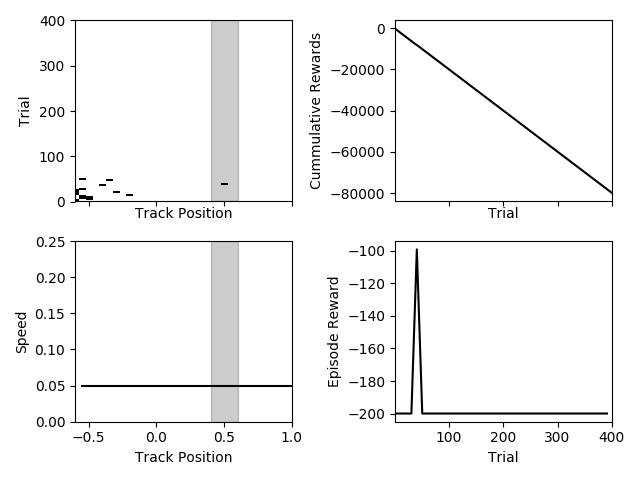 400
300
200
100
0
Trial
Track Position
0
−20000
−40000
−60000
−80000
Cummulative Rewards
Trial
0.25
0.20
0.15
0.10
0.05
0.00
Speed
−0.5 0.0 0.5 1.0
Track Position
−100
−120
−140
−160
−180
−200
Episode Reward
100 200 300 400
Trial